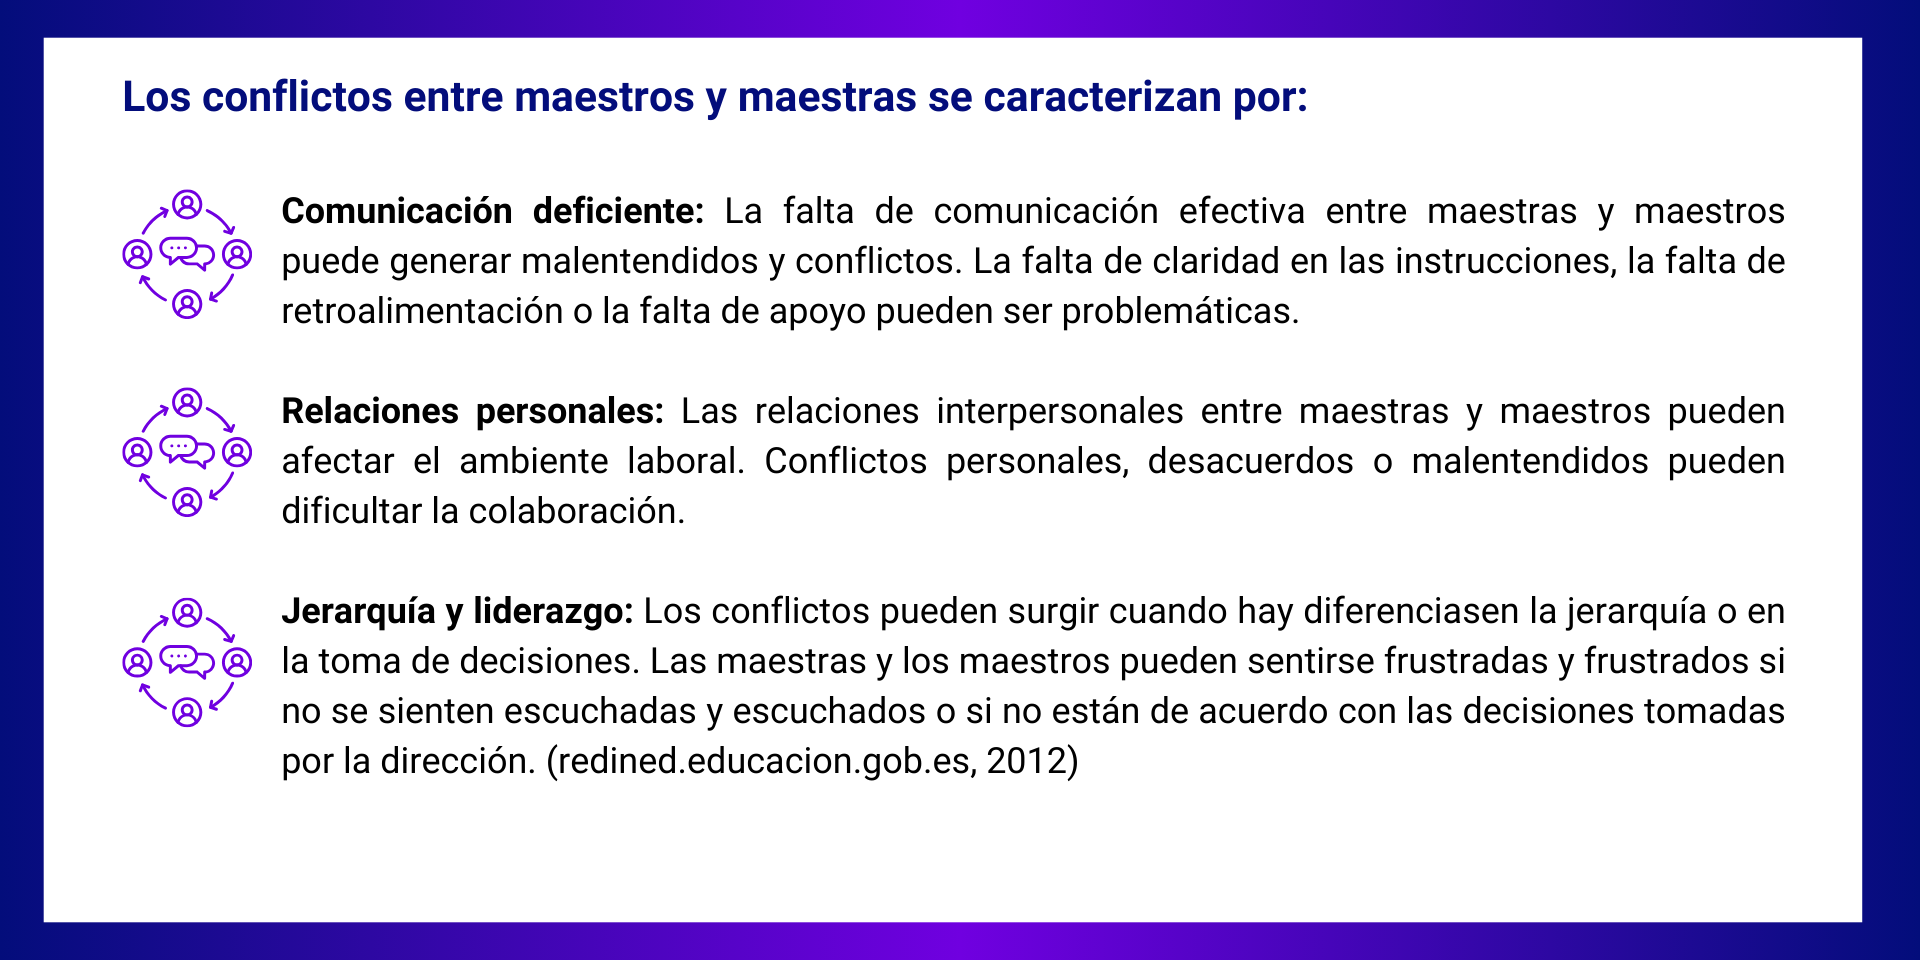 Los conflictos entre maestros y maestras se caracterizan por:
Comunicación deficiente: La falta de comunicación efectiva entre maestras y maestros
puede generar malentendidos y conflictos. La falta de claridad en las instrucciones, la falta de
retroalimentación o la falta de apoyo pueden ser problemáticas.
Relaciones personales: Las relaciones interpersonales entre maestras y maestros pueden
afectar el ambiente laboral. Conflictos personales, desacuerdos o malentendidos pueden
dificultar la colaboración.
Jerarquía y liderazgo: Los conflictos pueden surgir cuando hay diferenciasen la jerarquía o en
la toma de decisiones. Las maestras y los maestros pueden sentirse frustradas y frustrados si
no se sienten escuchadas y escuchados o si no están de acuerdo con las decisiones tomadas
por la dirección. (redined.educacion.gob.es, 2012)